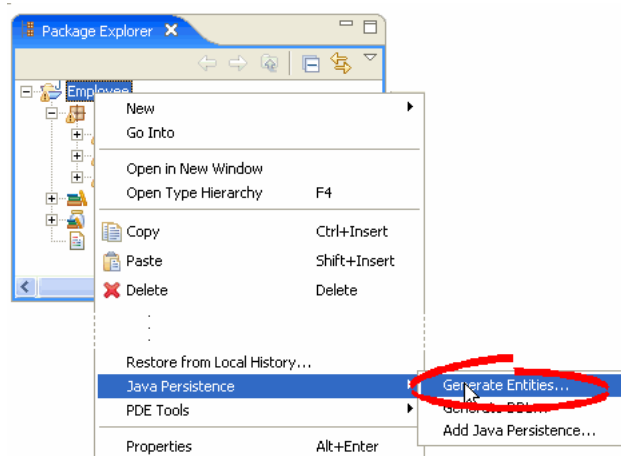 Package Explorer
Employee
New
Go Into
Open in New Window
Open Type Hierarchy F4
Copy Ctrl+Insert
Paste Shift+Insert
Delete Delete
Restore from Local History...
Java Persistence
Generate Entities...
PDE Tools
Generate DDL...
Add Java Persistence...
Properties Alt+Enter